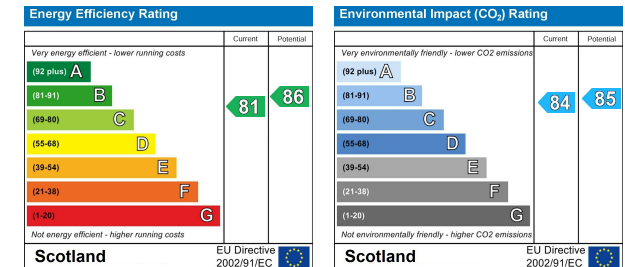 Energy Efficiency Rating
Current Potential
Very energy efficient - lower running costs
(92 plus) A
(81-91) B
(69-80) C
(55-68) D
(39-54) E
(21-38) F
(1-20) G
81
86
Not energy efficient - higher running costs
Scotland
EU Directive
2002/91/EC
Environmental Impact (CO2) Rating
Current Potential
Very environmentally friendly - lower CO2 emissions
(92 plus) A
(81-91) B
(69-80) C
(55-68) D
(39-54) E
(21-38) F
(1-20) G
84
85
Not environmentally friendly - higher CO2 emissions
Scotland
EU Directive
2002/91/EC